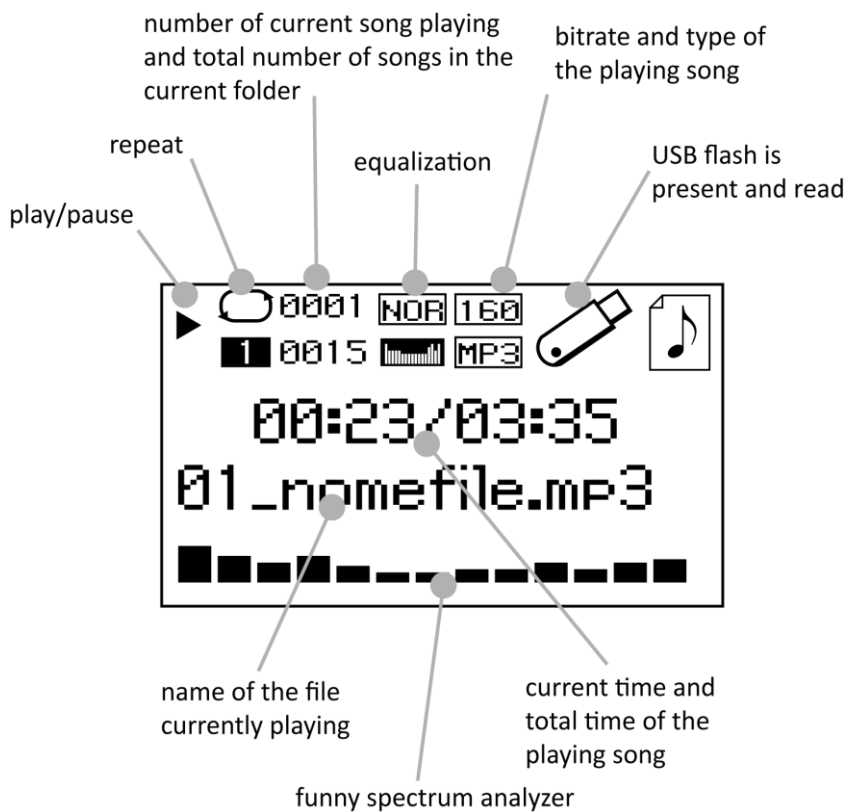 number of current song playing
and total number of songs in the
current folder
bitrate and type of
the playing song
repeat
equalization
USB flash is
present and read
play/pause
0001 NOR 160
1 0015 MP3
00:23/03:35
01_nomefile.mp3
name of the file
currently playing
current time and
total time of the
playing song
funny spectrum analyzer